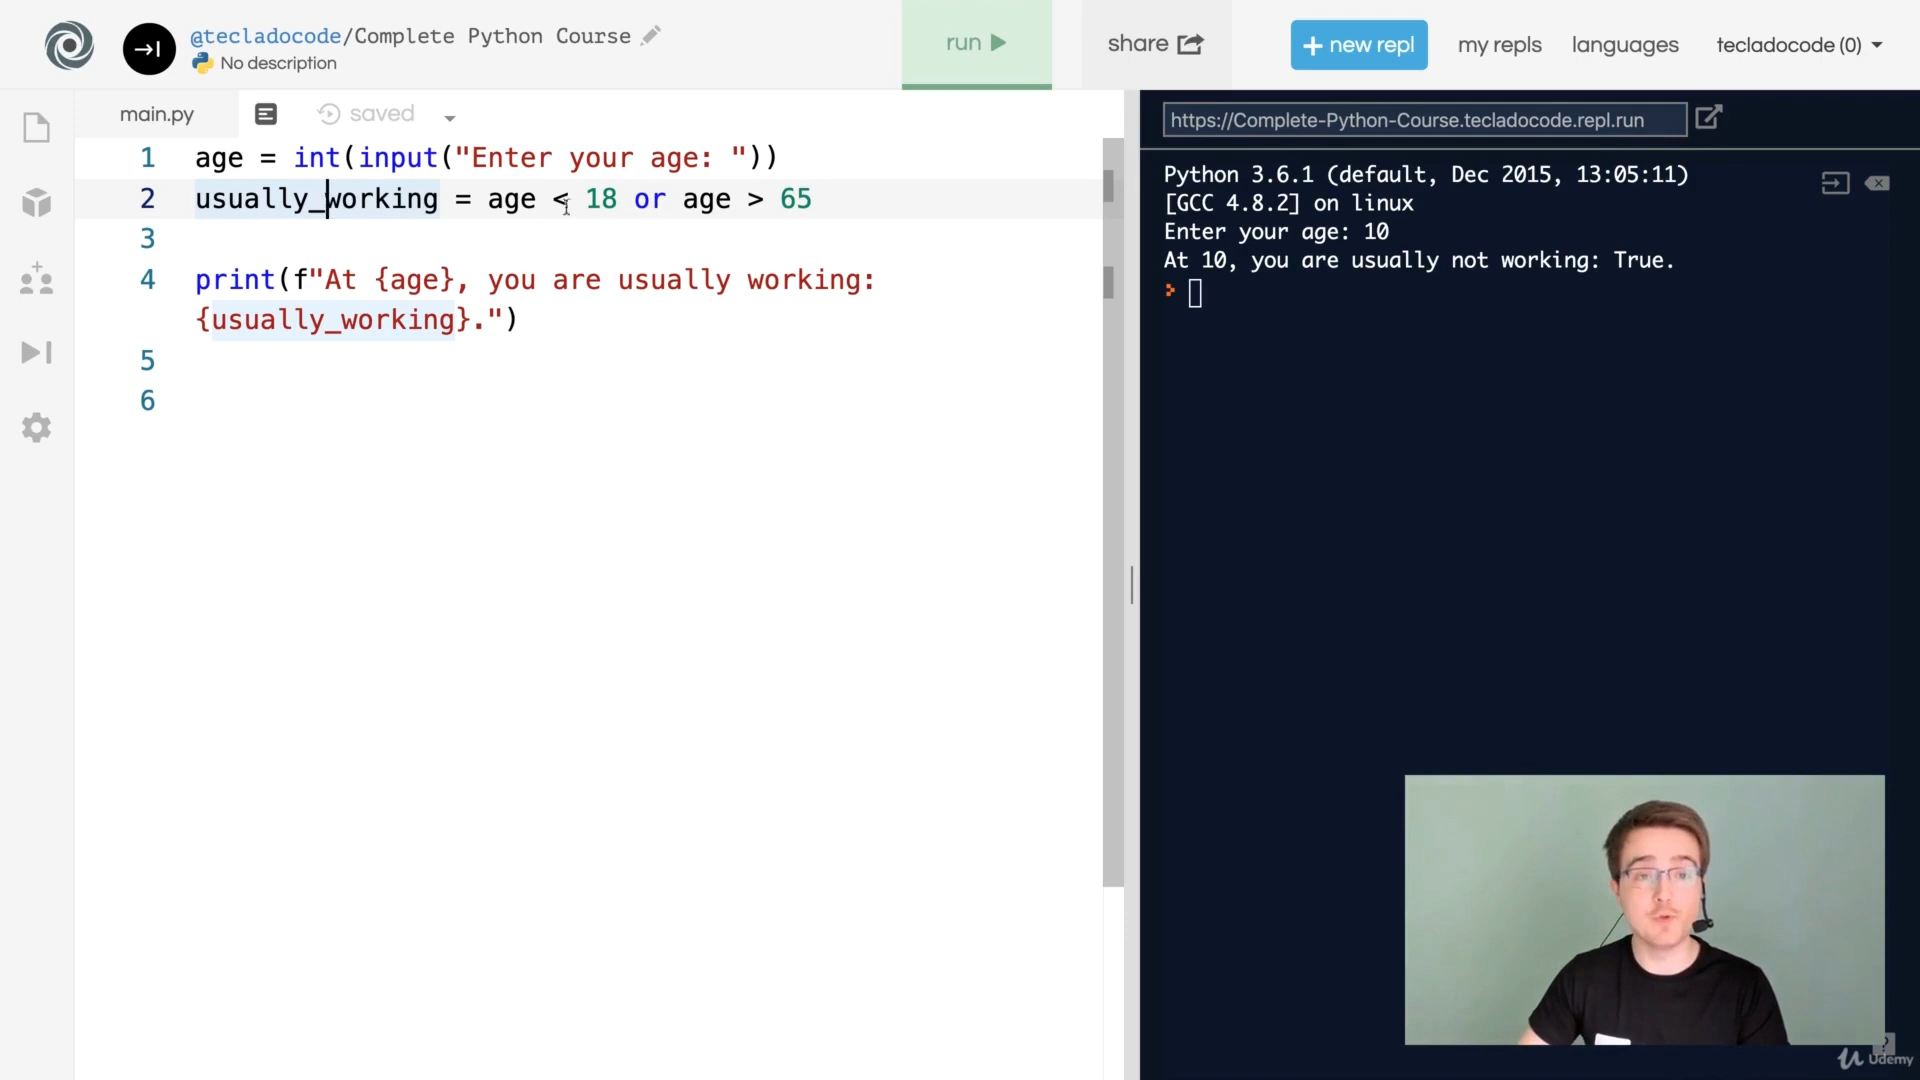 @tecladocode/Complete Python Course
No description
run
share
+ new repl
my repls
languages
tecladocode (0)
main.py
saved
https://Complete-Python-Course.tecladocode.repl.run
1 age = int(input("Enter your age: "))
2 usually_working = age < 18 or age > 65
3
4 print(f"At {age}, you are usually working:
{usually_working}.")
5
6
Python 3.6.1 (default, Dec 2015, 13:05:11)
[GCC 4.8.2] on linux
Enter your age: 10
At 10, you are usually not working: True.
?
Udemy